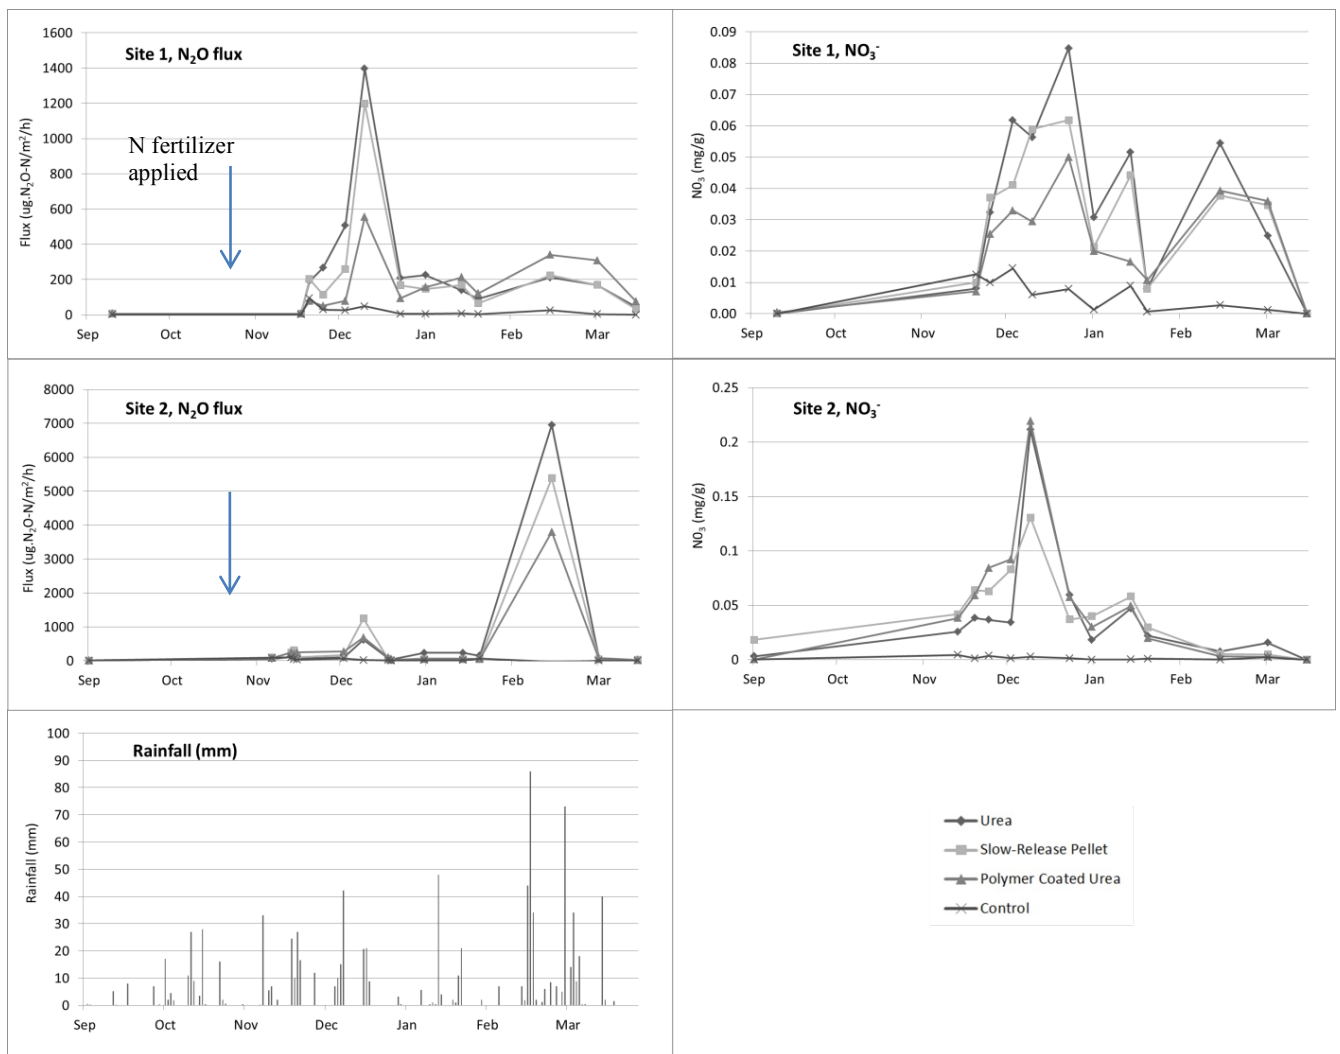 Site 1, N₂O flux
1600
1400
1200
1000
800
600
400
200
0
Flux (ug.N₂O-N/m²/h)
N fertilizer
applied
Sep Oct Nov Dec Jan Feb Mar
Site 1, NO₃⁻
0.09
0.08
0.07
0.06
0.05
0.04
0.03
0.02
0.01
0.00
NO₃ (mg/g)
Sep Oct Nov Dec Jan Feb Mar
Site 2, N₂O flux
8000
7000
6000
5000
4000
3000
2000
1000
0
Flux (ug.N₂O-N/m²/h)
Sep Oct Nov Dec Jan Feb Mar
Site 2, NO₃⁻
0.25
0.2
0.15
0.1
0.05
0
NO₃ (mg/g)
Sep Oct Nov Dec Jan Feb Mar
Rainfall (mm)
100
90
80
70
60
50
40
30
20
10
0
Rainfall (mm)
Sep Oct Nov Dec Jan Feb Mar
Urea
Slow-Release Pellet
Polymer Coated Urea
Control